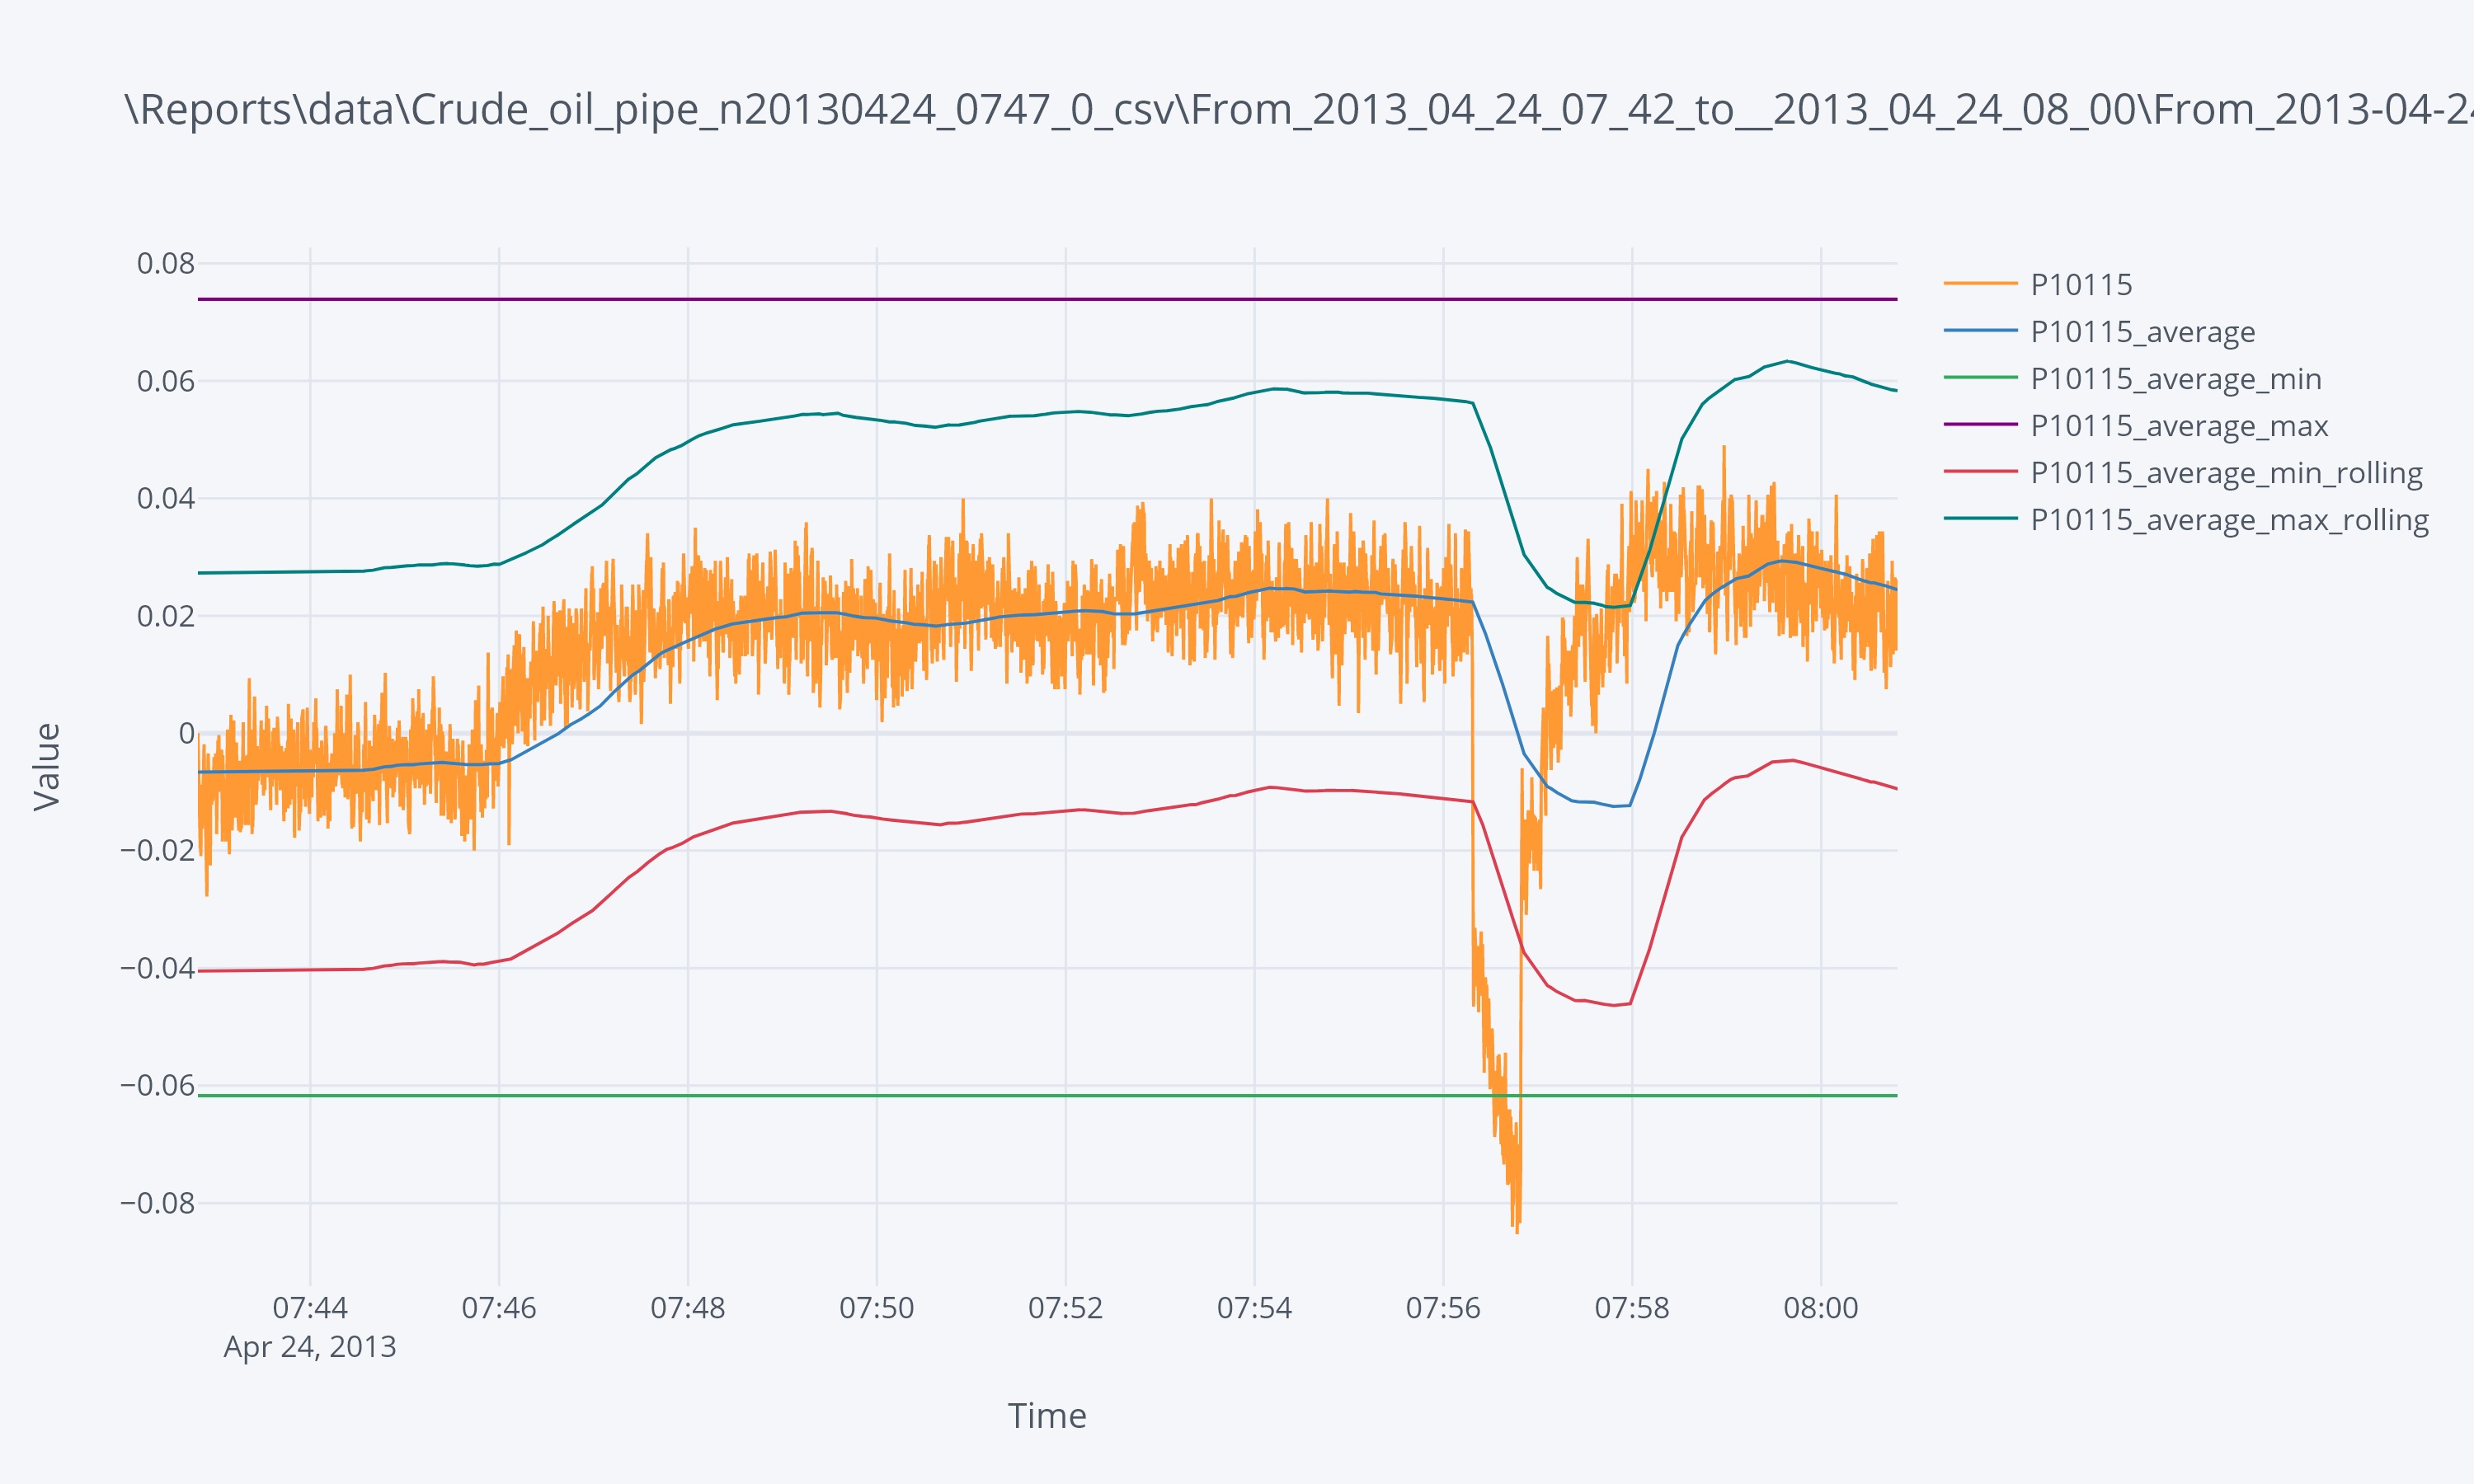 \Reports\data\Crude_oil_pipe_n20130424_0747_0_csv\From_2013_04_24_07_42_to__2013_04_24_08_00\From_2013-04-24
0.08
0.06
0.04
0.02
0
−0.02
−0.04
−0.06
−0.08
Value
07:44
07:46
07:48
07:50
07:52
07:54
07:56
07:58
08:00
Apr 24, 2013
Time
P10115
P10115_average
P10115_average_min
P10115_average_max
P10115_average_min_rolling
P10115_average_max_rolling